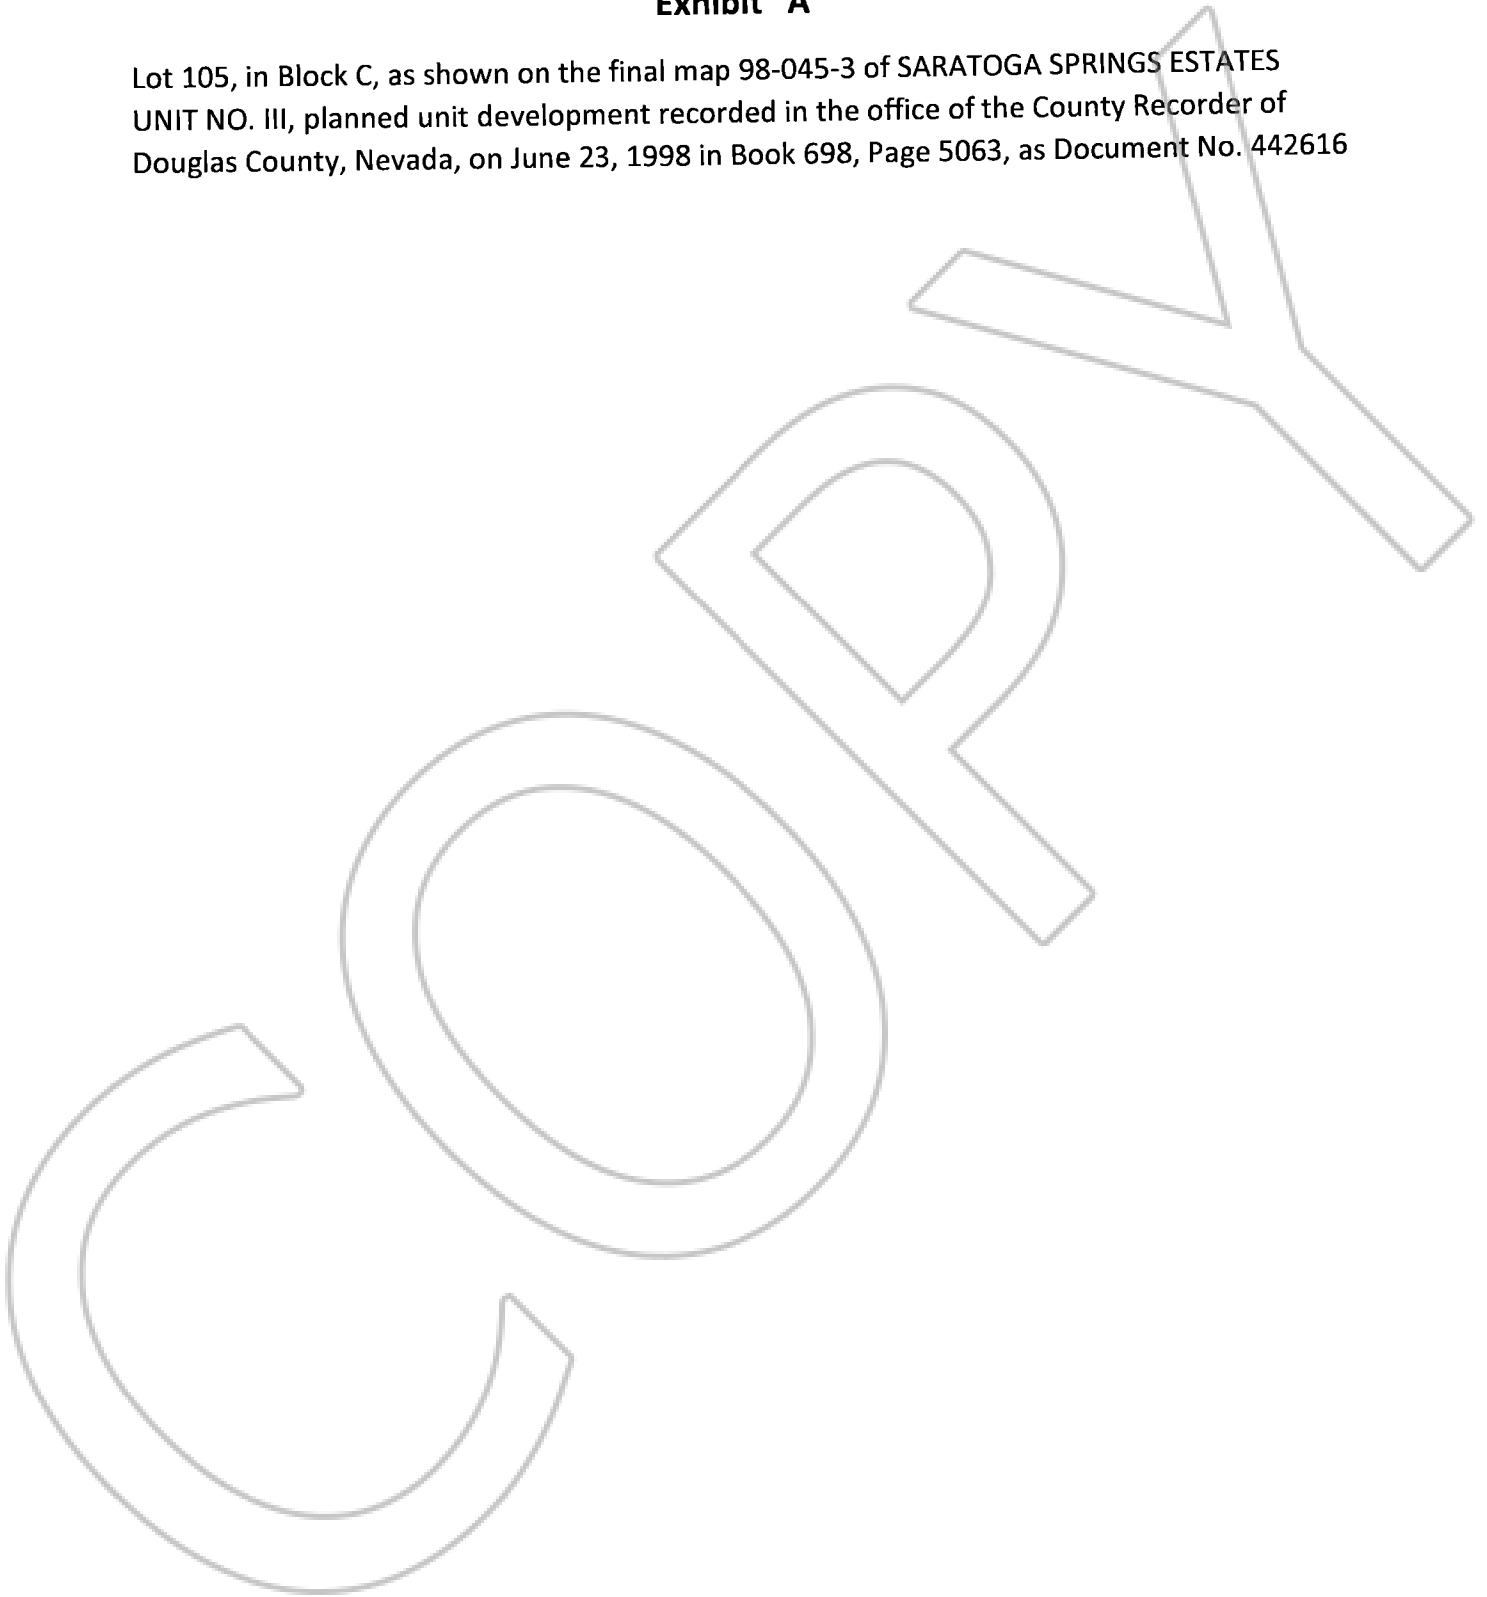 Exhibit "A"
Lot 105, in Block C, as shown on the final map 98-045-3 of SARATOGA SPRINGS ESTATES
UNIT NO. III, planned unit development recorded in the office of the County Recorder of
Douglas County, Nevada, on June 23, 1998 in Book 698, Page 5063, as Document No. 442616
COPY